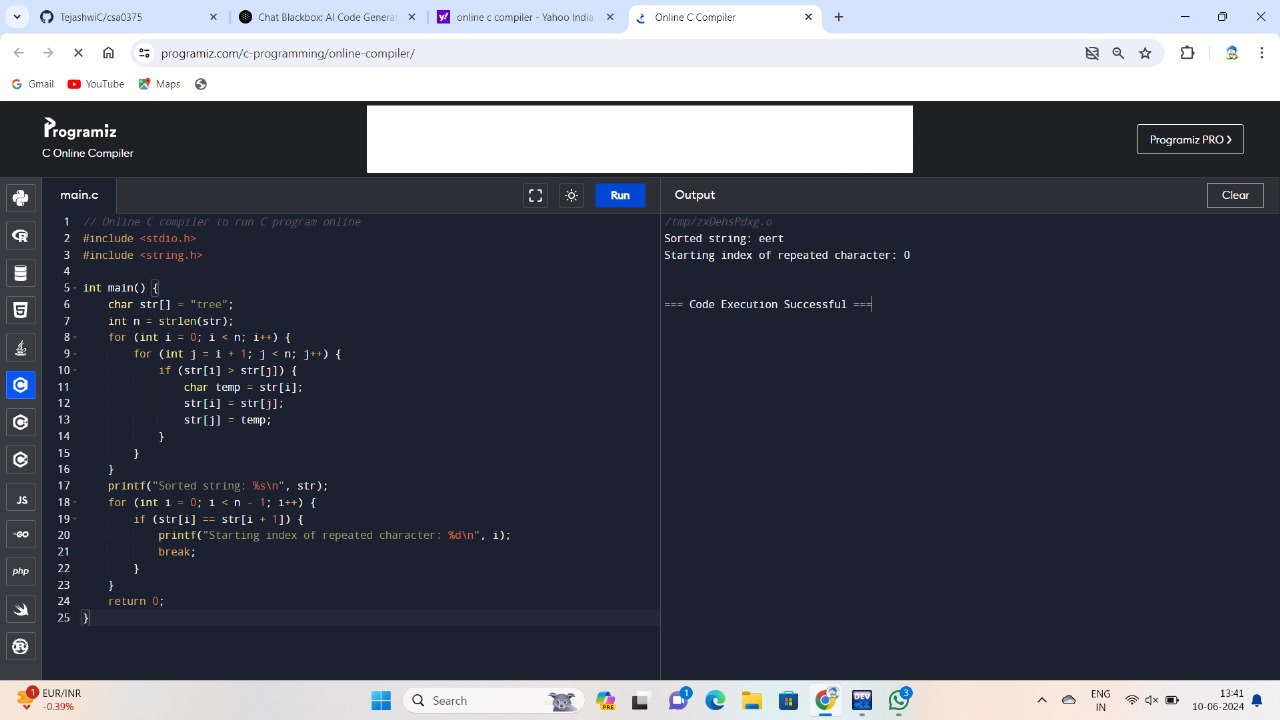 TejashwiC/csa0375
Chat Blackbox: AI Code Generat
online c compiler - Yahoo India
Online C Compiler
programiz.com/c-programming/online-compiler/
Gmail
YouTube
Maps
Programiz
C Online Compiler
Programiz PRO >
main.c
Run
Output
Clear
1 // Online C compiler to run C program online
2 #include <stdio.h>
3 #include <string.h>
4
5 int main() {
6 char str[] = "tree";
7 int n = strlen(str);
8 for (int i = 0; i < n; i++) {
9 for (int j = i + 1; j < n; j++) {
10 if (str[i] > str[j]) {
11 char temp = str[i];
12 str[i] = str[j];
13 str[j] = temp;
14 }
15 }
16 }
17 printf("Sorted string: %s\n", str);
18 for (int i = 0; i < n - 1; i++) {
19 if (str[i] == str[i + 1]) {
20 printf("Starting index of repeated character: %d\n", i);
21 break;
22 }
23 }
24 return 0;
25 }
/tmp/zxDehsPdxg.o
Sorted string: eert
Starting index of repeated character: 0
=== Code Execution Successful ===
JS
GO
php
1
EUR/INR
-0.39%
Search
PRE
1
DEV
3
ENG
IN
13:41
10-06-2024